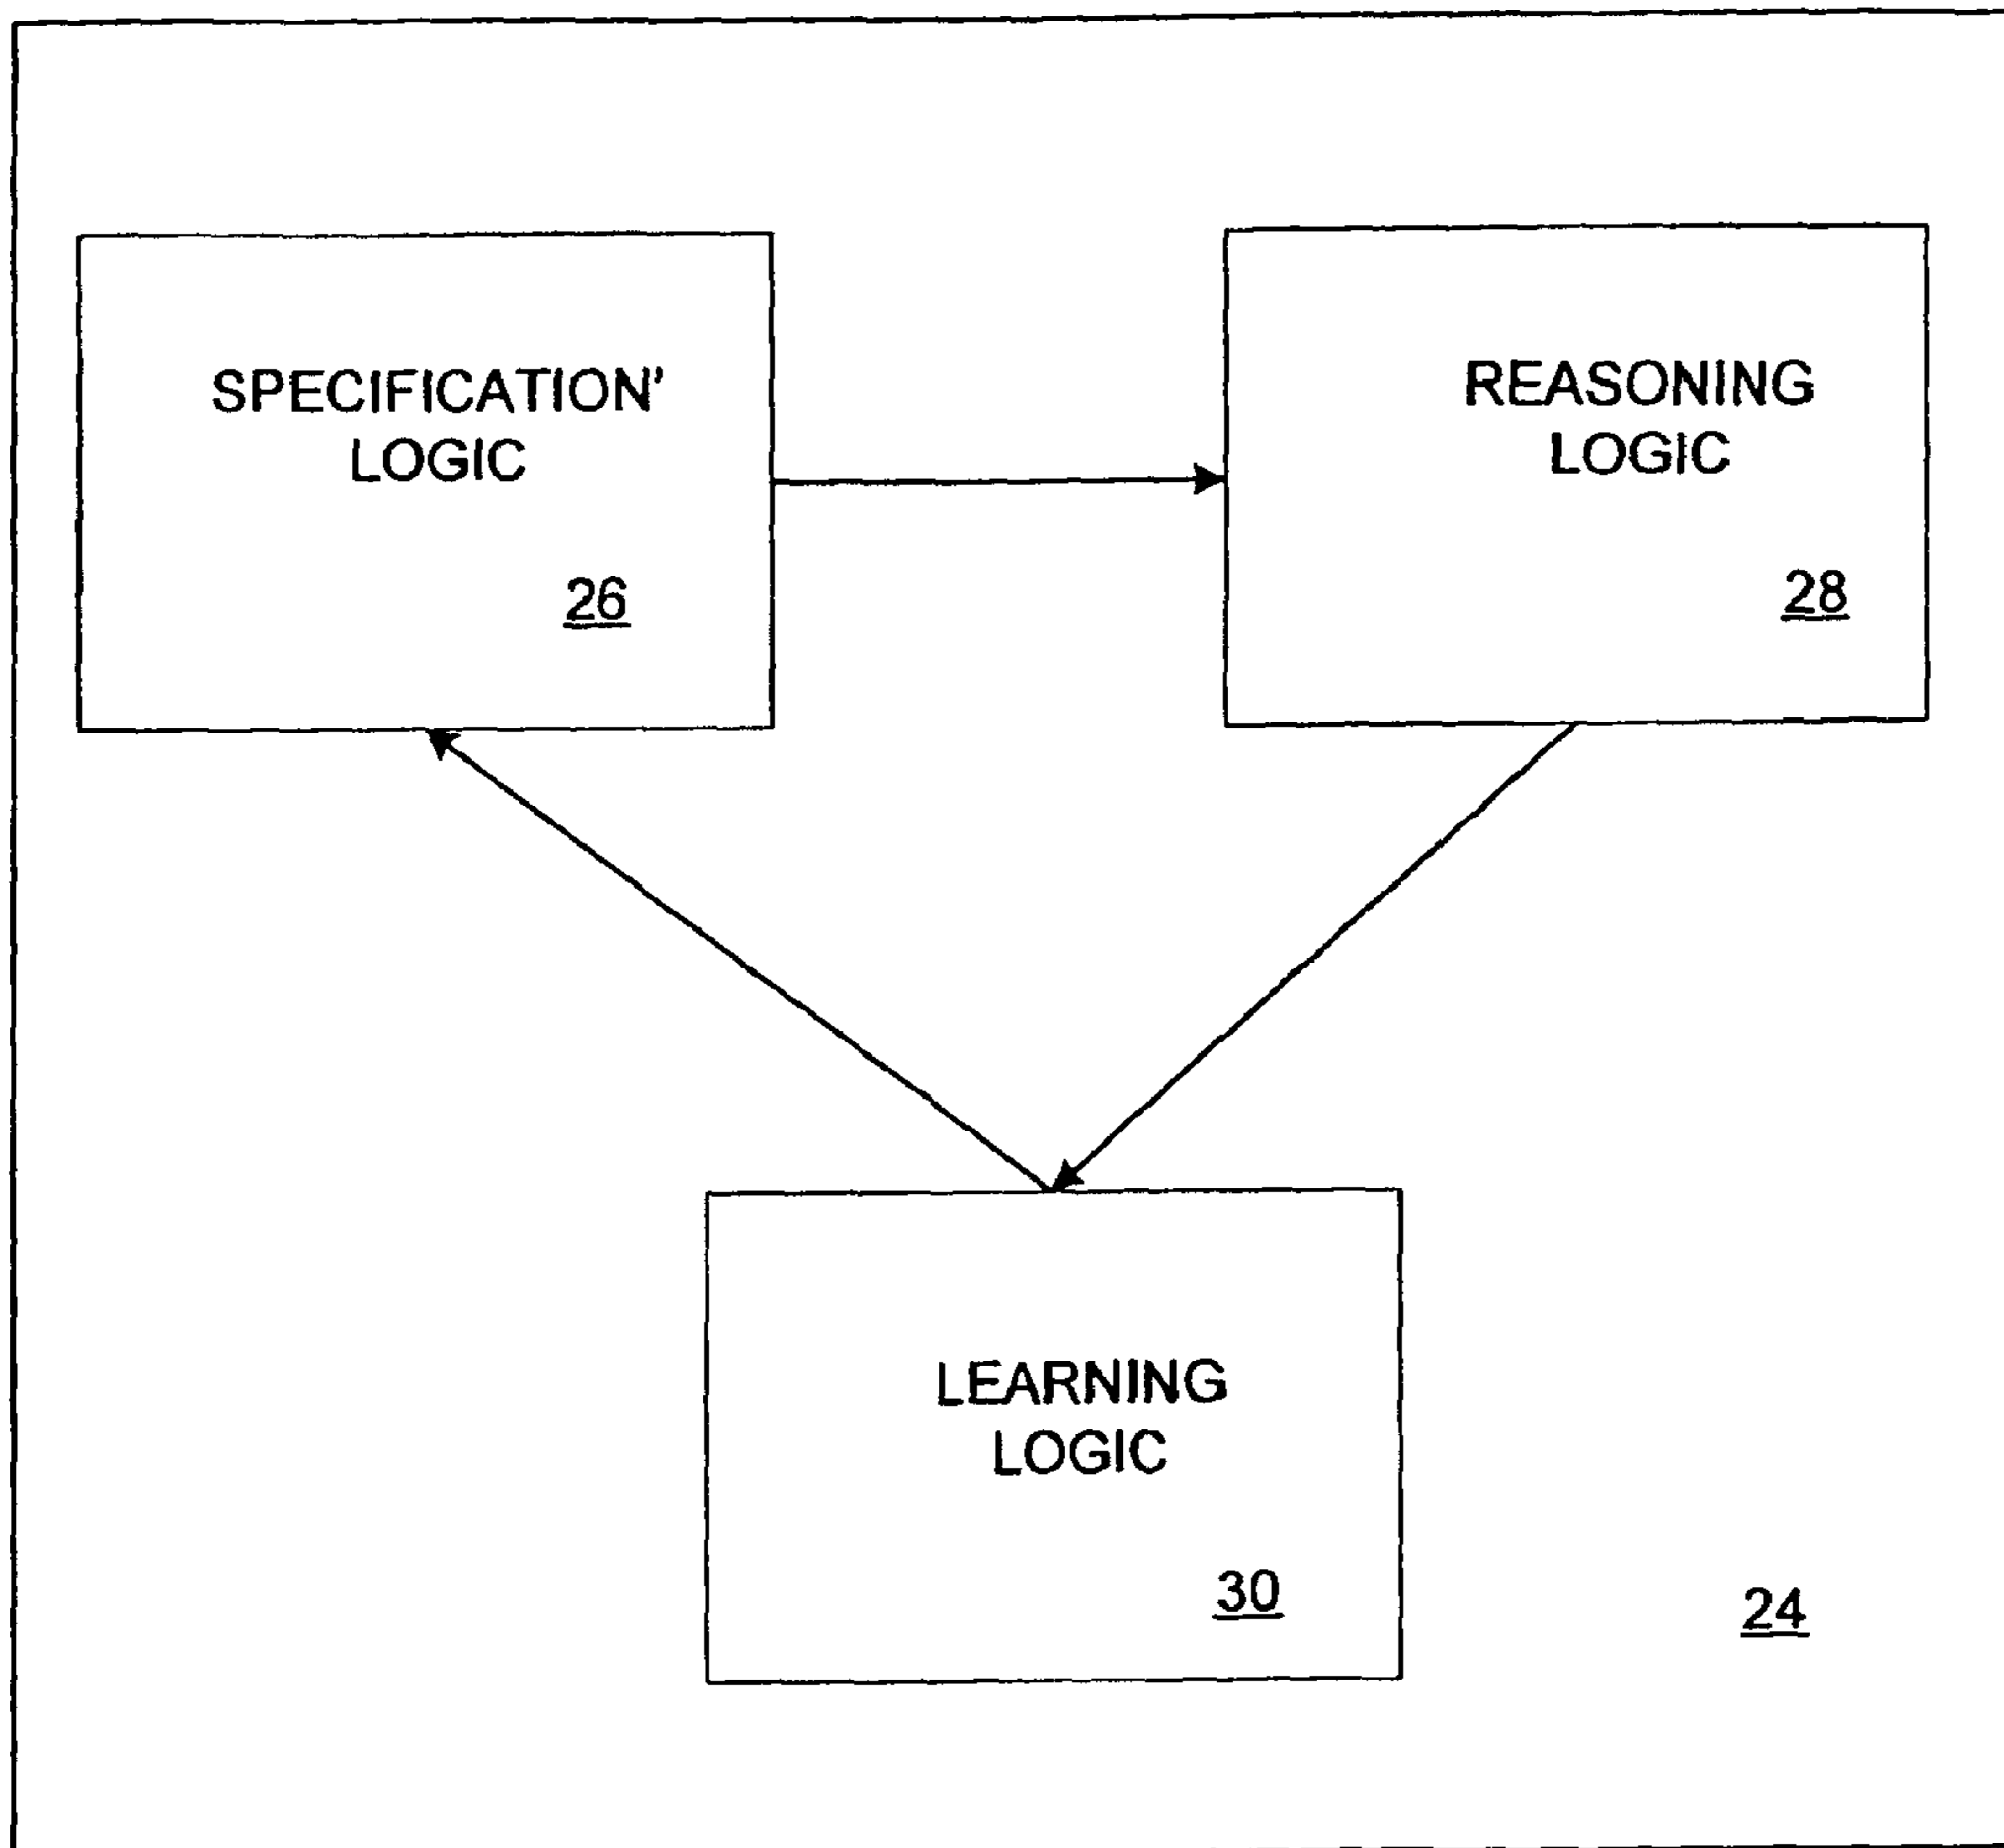 SPECIFICATION'
LOGIC
26
REASONING
LOGIC
28
LEARNING
LOGIC
30
24